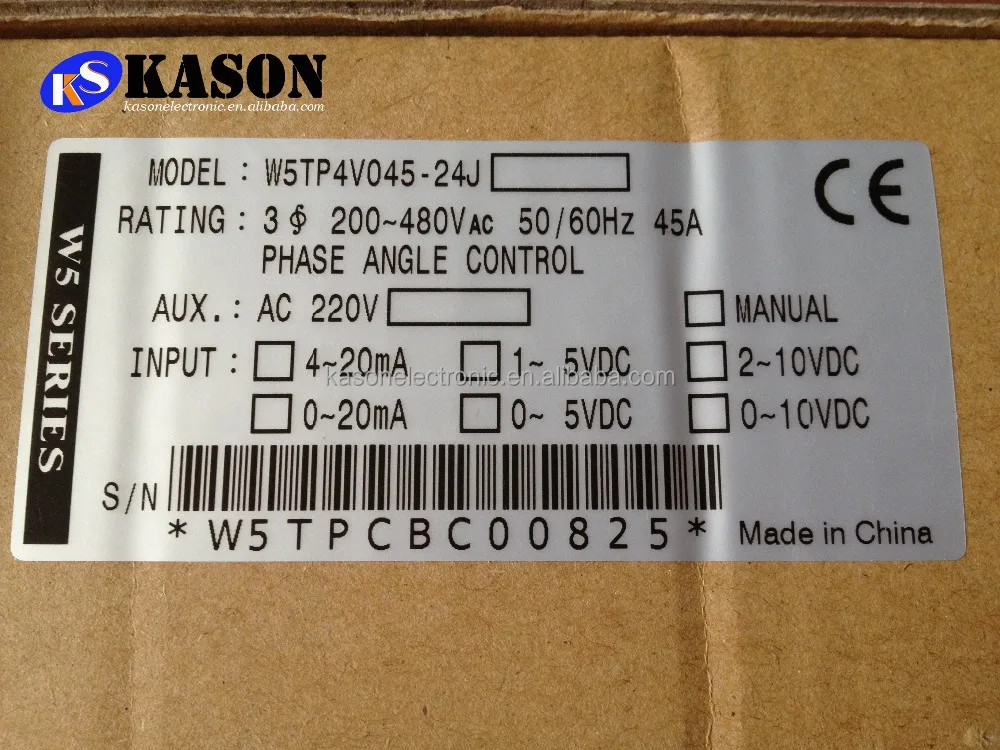 KS KASON
kasonelectronic.en.alibaba.com
W5 SERIES
MODEL : W5TP4V045-24J
RATING : 3ϕ 200~480VAC 50/60Hz 45A
PHASE ANGLE CONTROL
AUX. : AC 220V
MANUAL
INPUT : 4~20mA 1~ 5VDC 2~10VDC
kasonelectronic.en.alibaba.com
0~20mA 0~ 5VDC 0~10VDC
S/N
*W5TPCBC00825*
Made in China
CE